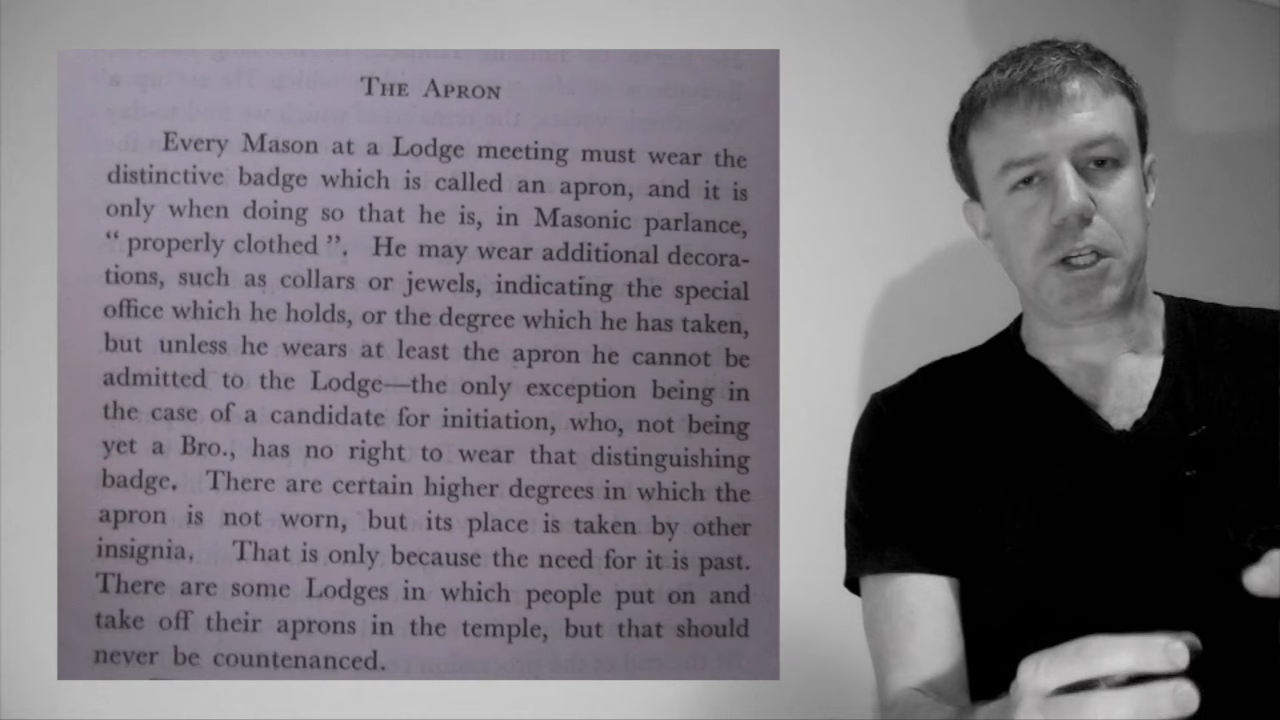 THE APRON
Every Mason at a Lodge meeting must wear the
distinctive badge which is called an apron, and it is
only when doing so that he is, in Masonic parlance,
“ properly clothed ”. He may wear additional decora-
tions, such as collars or jewels, indicating the special
office which he holds, or the degree which he has taken,
but unless he wears at least the apron he cannot be
admitted to the Lodge—the only exception being in
the case of a candidate for initiation, who, not being
yet a Bro., has no right to wear that distinguishing
badge. There are certain higher degrees in which the
apron is not worn, but its place is taken by other
insignia. That is only because the need for it is past.
There are some Lodges in which people put on and
take off their aprons in the temple, but that should
never be countenanced.